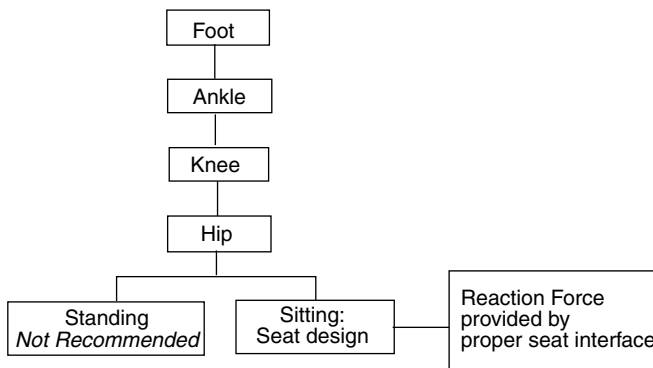 Foot
Ankle
Knee
Hip
Standing
Not Recommended
Sitting:
Seat design
Reaction Force
provided by
proper seat interface